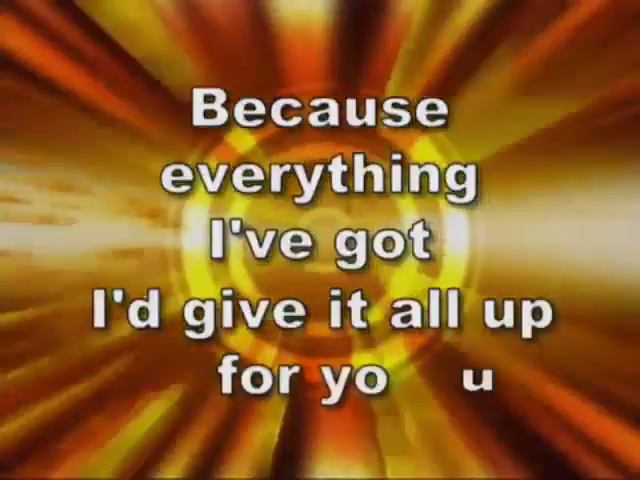 Because
everything
I've got
I'd give it all up
for yo u